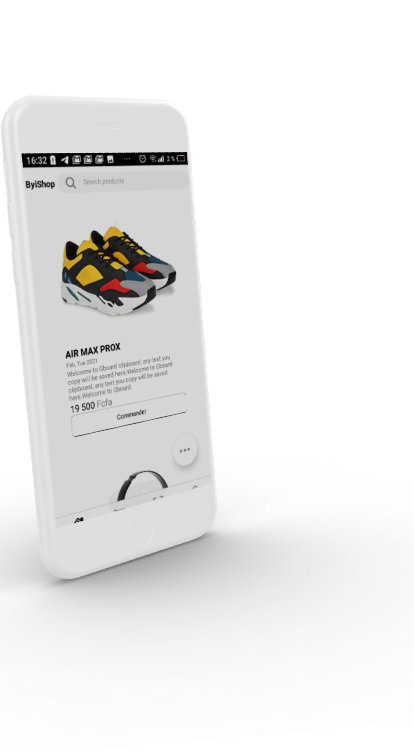 16:32 2%
ByiShop Search products
AIR MAX PROX
Feb, Tue 2021
Welcome to Gboard clipboard, any text you
copy will be saved here.Welcome to Gboard
clipboard, any text you copy will be saved
here.Welcome to Gboard
19 500 Fcfa
Commander